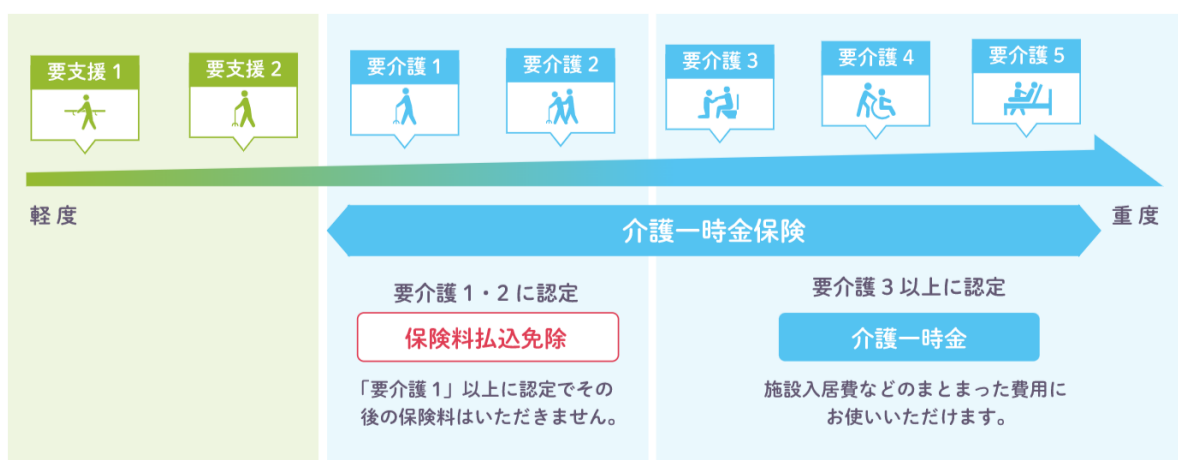 要支援1
要支援2
要介護1
要介護2
要介護3
要介護4
要介護5
軽度
重度
介護一時金保険
要介護1・2に認定
保険料払込免除
「要介護1」以上に認定でその
後の保険料はいただきません。
要介護3以上に認定
介護一時金
施設入居費などのまとまった費用に
お使いいただけます。